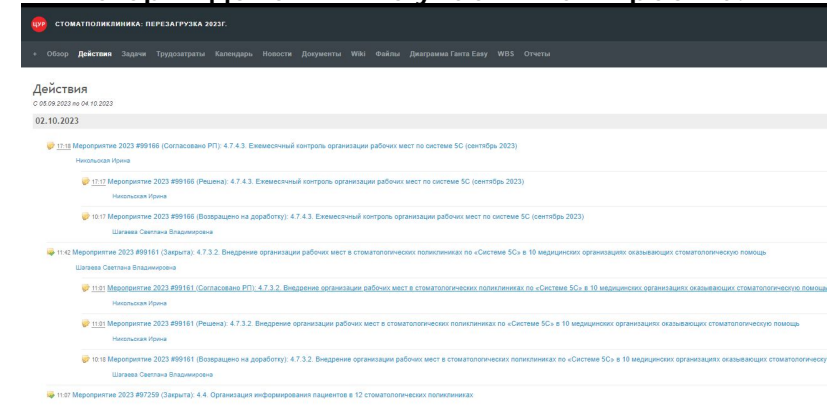 ЦУР СТОМАТПОЛИКЛИНИКА: ПЕРЕЗАГРУЗКА 2023Г.
+ Обзор Действия Задачи Трудозатраты Календарь Новости Документы Wiki Файлы Диаграмма Ганта Easy WBS Отчеты
Действия
С 05.09.2023 по 04.10.2023
02.10.2023
17:18 Мероприятие 2023 #99166 (Согласовано РП): 4.7.4.3. Ежемесячный контроль организации рабочих мест по системе 5С (сентябрь 2023)
Никольская Ирина
17:17 Мероприятие 2023 #99166 (Решена): 4.7.4.3. Ежемесячный контроль организации рабочих мест по системе 5С (сентябрь 2023)
Никольская Ирина
10:17 Мероприятие 2023 #99166 (Возвращено на доработку): 4.7.4.3. Ежемесячный контроль организации рабочих мест по системе 5С (сентябрь 2023)
Шагаева Светлана Владимировна
11:42 Мероприятие 2023 #99161 (Закрыта): 4.7.3.2. Внедрение организации рабочих мест в стоматологических поликлиниках по «Системе 5С» в 10 медицинских организациях оказывающих стоматологическую помощь
Шагаева Светлана Владимировна
11:01 Мероприятие 2023 #99161 (Согласовано РП): 4.7.3.2. Внедрение организации рабочих мест в стоматологических поликлиниках по «Системе 5С» в 10 медицинских организациях оказывающих стоматологическую помощь
Никольская Ирина
11:01 Мероприятие 2023 #99161 (Решена): 4.7.3.2. Внедрение организации рабочих мест в стоматологических поликлиниках по «Системе 5С» в 10 медицинских организациях оказывающих стоматологическую помощь
Никольская Ирина
10:18 Мероприятие 2023 #99161 (Возвращено на доработку): 4.7.3.2. Внедрение организации рабочих мест в стоматологических поликлиниках по «Системе 5С» в 10 медицинских организациях оказывающих стоматологическу
Шагаева Светлана Владимировна
11:07 Мероприятие 2023 #97259 (Закрыта): 4.4. Организация информирования пациентов в 12 стоматологических поликлиниках